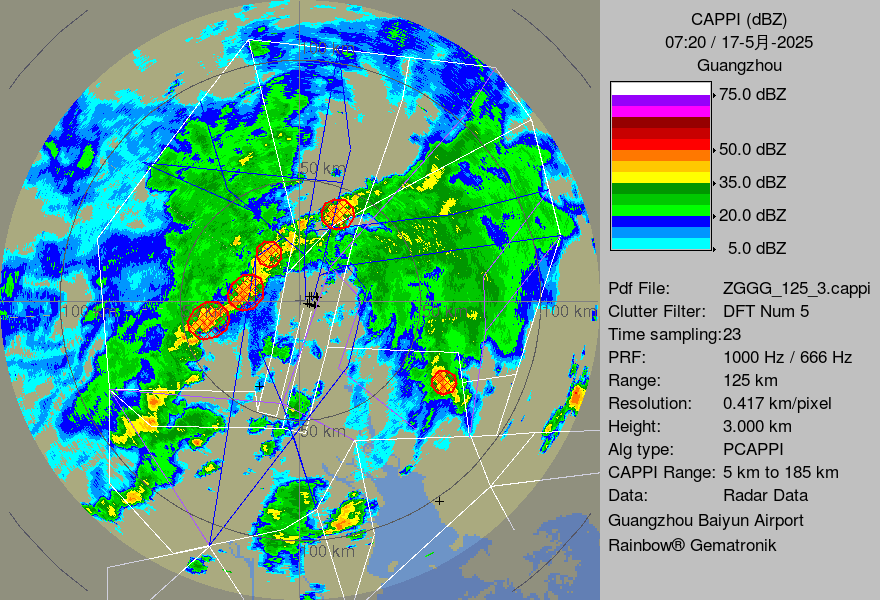 CAPPI (dBZ)
07:20 / 17-5月-2025
Guangzhou
75.0 dBZ
50.0 dBZ
35.0 dBZ
20.0 dBZ
5.0 dBZ
Pdf File: ZGGG_125_3.cappi
Clutter Filter: DFT Num 5
Time sampling:23
PRF: 1000 Hz / 666 Hz
Range: 125 km
Resolution: 0.417 km/pixel
Height: 3.000 km
Alg type: PCAPPI
CAPPI Range: 5 km to 185 km
Data: Radar Data
Guangzhou Baiyun Airport
Rainbow® Gematronik
50 km
100 km
50 km
100 km